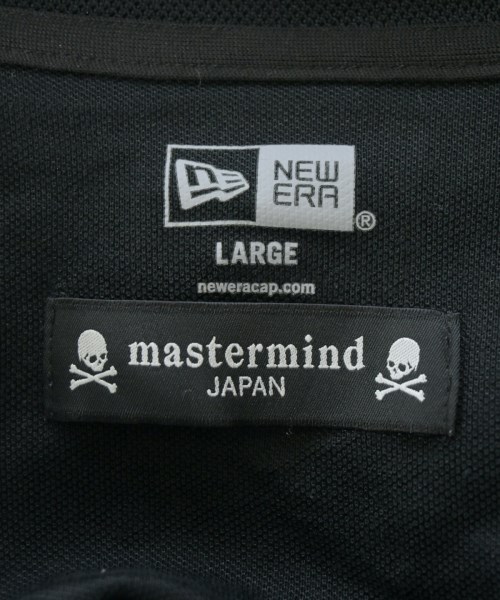 NEW
ERA
®
LARGE
neweracap.com
mastermind
JAPAN